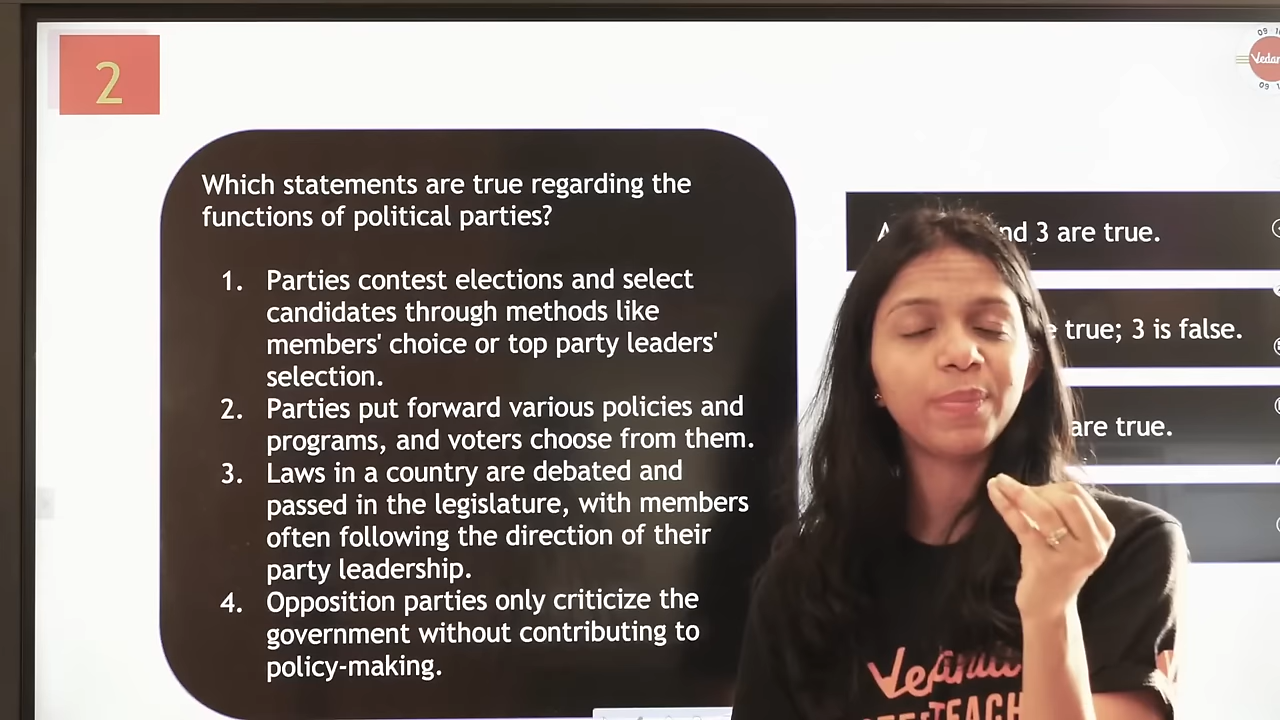 2
Which statements are true regarding the
functions of political parties?
1. Parties contest elections and select
candidates through methods like
members' choice or top party leaders'
selection.
2. Parties put forward various policies and
programs, and voters choose from them.
3. Laws in a country are debated and
passed in the legislature, with members
often following the direction of their
party leadership.
4. Opposition parties only criticize the
government without contributing to
policy-making.
3 are true.
true; 3 is false.
are true.